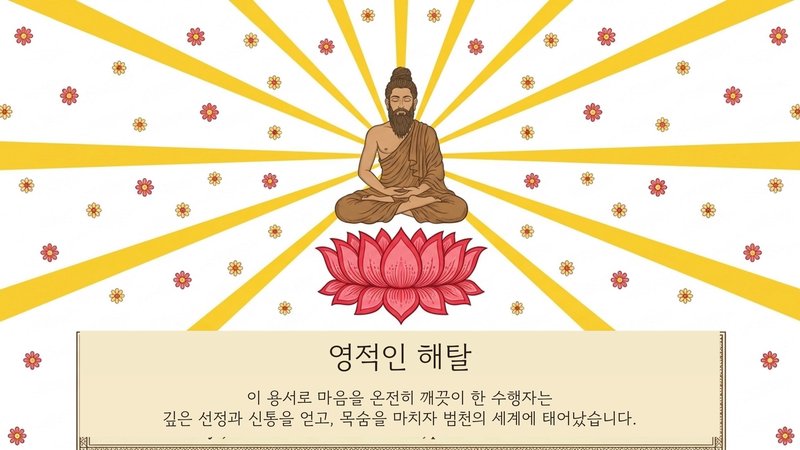 영적인 해탈
이 용서로 마음을 온전히 깨끗이 한 수행자는
깊은 선정과 신통을 얻고, 목숨을 마치자 범천의 세계에 태어났습니다.